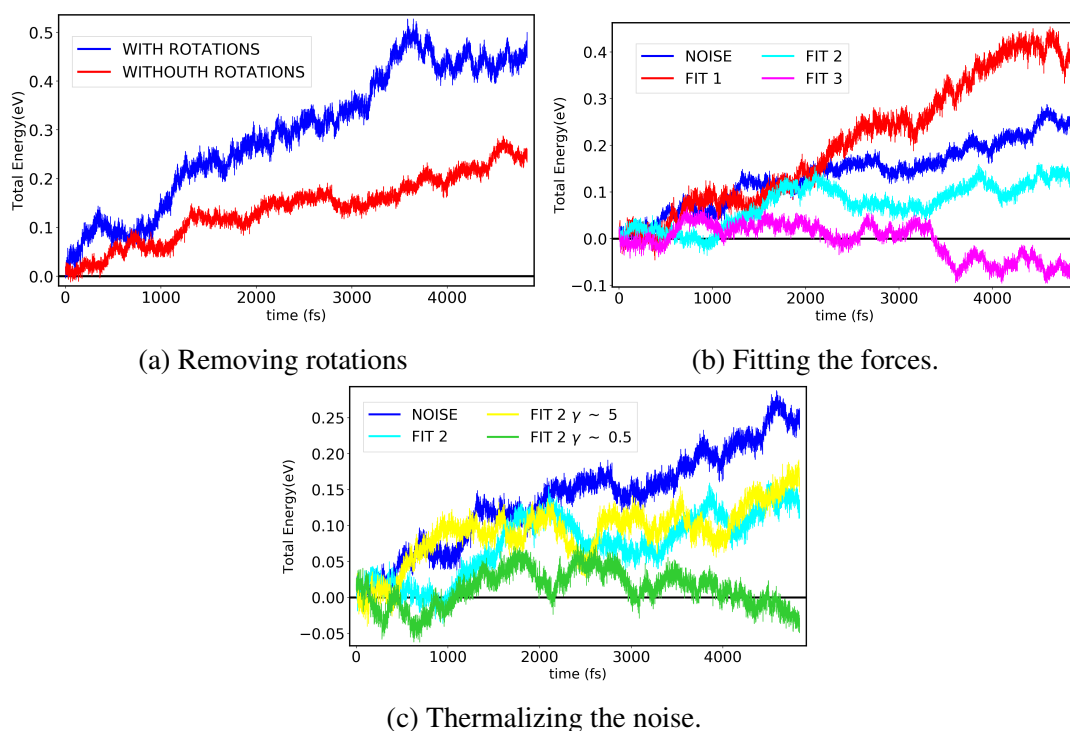 WITH ROTATIONS
WITHOUTH ROTATIONS
Total Energy(eV)
0.5
0.4
0.3
0.2
0.1
0.0
0 1000 2000 3000 4000
time (fs)
(a) Removing rotations
NOISE FIT 2
FIT 1 FIT 3
Total Energy(eV)
0.4
0.3
0.2
0.1
0.0
−0.1
0 1000 2000 3000 4000
time (fs)
(b) Fitting the forces.
NOISE FIT 2 γ ~ 5
FIT 2 FIT 2 γ ~ 0.5
Total Energy(eV)
0.25
0.20
0.15
0.10
0.05
0.00
−0.05
0 1000 2000 3000 4000
time (fs)
(c) Thermalizing the noise.